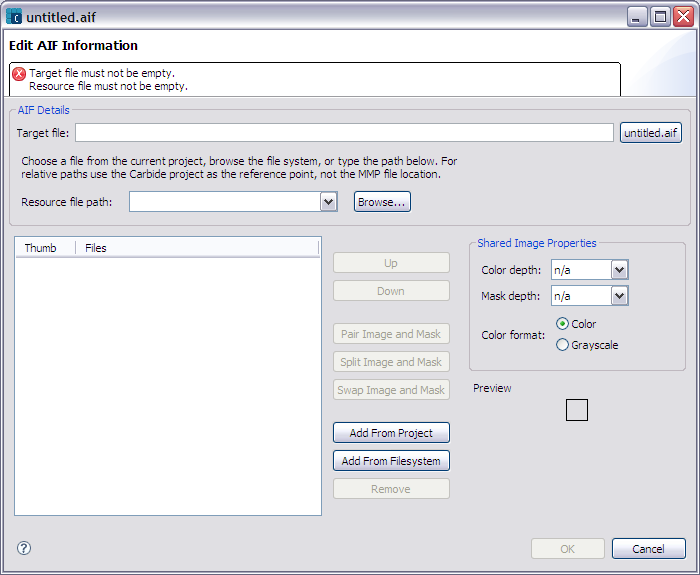 untitled.aif
Edit AIF Information
Target file must not be empty.
Resource file must not be empty.
AIF Details
Target file:
untitled.aif
Choose a file from the current project, browse the file system, or type the path below. For
relative paths use the Carbide project as the reference point, not the MMP file location.
Resource file path:
Browse...
Thumb Files
Up
Down
Pair Image and Mask
Split Image and Mask
Swap Image and Mask
Add From Project
Add From Filesystem
Remove
Shared Image Properties
Color depth: n/a
Mask depth: n/a
Color format:
Color
Grayscale
Preview
OK
Cancel